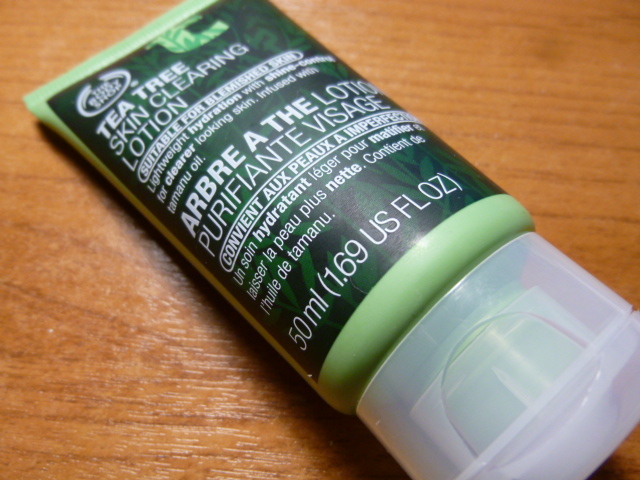 THE BODY SHOP
TEA TREE
SKIN CLEARING
LOTION
SUITABLE FOR BLEMISHED SKIN
Lightweight hydration with shine-control
for clearer looking skin. Infused with
tamanu oil.
ARBRE A THE LOTION
PURIFIANTE VISAGE
CONVIENT AUX PEAUX A IMPERFECTIONS
Un soin hydratant léger pour matifier et
laisser la peau plus nette. Contient de
l'huile de tamanu.
50 ml (1.69 US FL OZ)